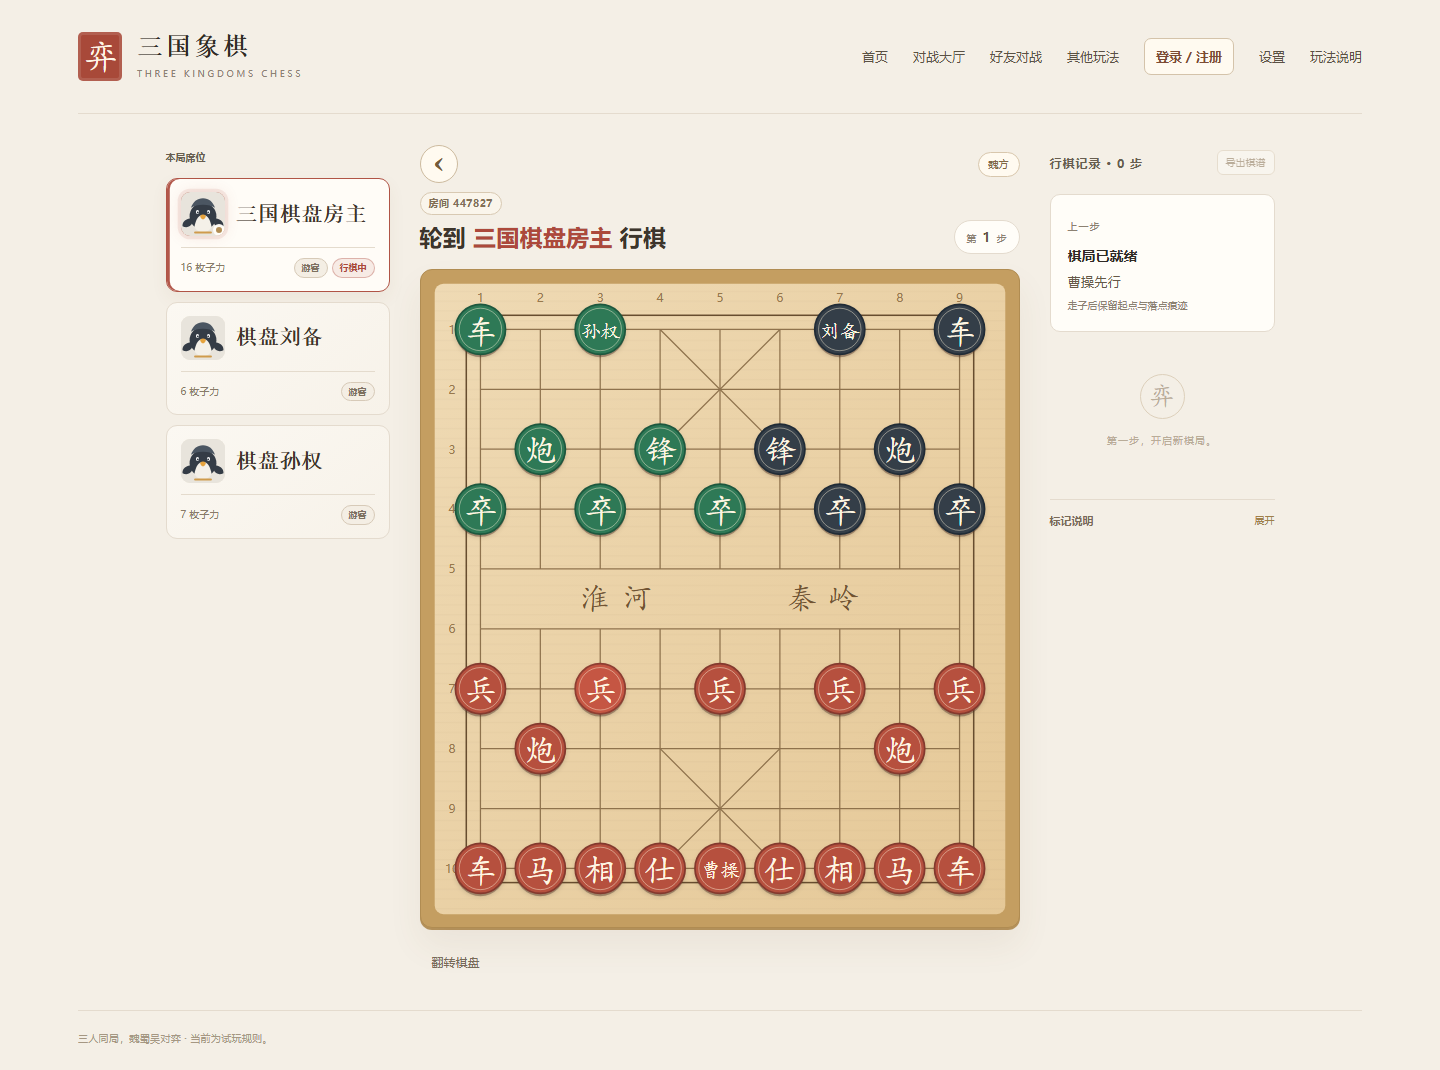 弈
三国象棋
THREE KINGDOMS CHESS
首页 对战大厅 好友对战 其他玩法 登录 / 注册 设置 玩法说明
本局席位
三国棋盘房主
16 枚子力 游客 行棋中
棋盘刘备
6 枚子力 游客
棋盘孙权
7 枚子力 游客
‹ 魏方
房间 447827
轮到 三国棋盘房主 行棋
第 1 步
1 2 3 4 5 6 7 8 9
1 车 孙权 刘备 车
2
3 炮 锋 锋 炮
4 卒 卒 卒 卒 卒
5
淮河 秦岭
6
7 兵 兵 兵 兵 兵
8 炮 炮
9
10 车 马 相 仕 曹操 仕 相 马 车
翻转棋盘
行棋记录 · 0 步 导出棋谱
上一步
棋局已就绪
曹操先行
走子后保留起点与落点痕迹
弈
第一步，开启新棋局。
标记说明 展开
三人同局，魏蜀吴对弈 · 当前为试玩规则。